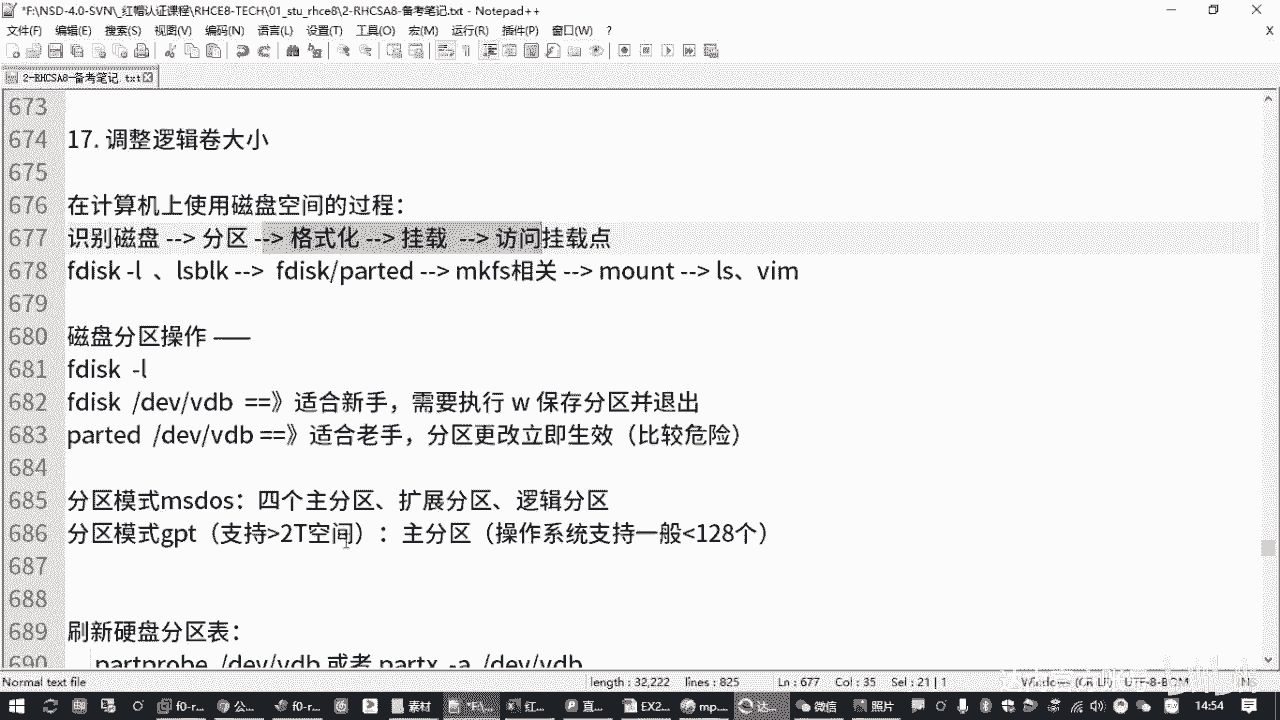 *F:\NSD-4.0-SVN\_红帽认证课程\RHCE8-TECH\01_stu_rhce8\2-RHCSA8-备考笔记.txt - Notepad++
文件(F) 编辑(E) 搜索(S) 视图(V) 编码(N) 语言(L) 设置(T) 工具(O) 宏(M) 运行(R) 插件(P) 窗口(W) ? X
2-RHCSA8-备考笔记.txt
673
674 17. 调整逻辑卷大小
675
676 在计算机上使用磁盘空间的过程：
677 识别磁盘 --> 分区 --> 格式化 --> 挂载 --> 访问挂载点
678 fdisk -l 、lsblk --> fdisk/parted --> mkfs相关 --> mount --> ls、vim
679
680 磁盘分区操作 ——
681 fdisk -l
682 fdisk /dev/vdb ==》适合新手，需要执行 w 保存分区并退出
683 parted /dev/vdb ==》适合老手，分区更改立即生效（比较危险）
684
685 分区模式msdos：四个主分区、扩展分区、逻辑分区
686 分区模式gpt（支持>2T空间）：主分区（操作系统支持一般<128个）
687
688
689 刷新硬盘分区表：
690 partprobe /dev/vdb 或者 partx -a /dev/vdb
Normal text file length : 32,222 lines : 825 Ln : 677 Col : 35 Sel : 21 | 1 Windows (CR LF) UTF-8-BOM
f0-r... 公... f0-r... 素材 *F\... 红... 宣... EX2... mp... 达... 微信 照片 14:54